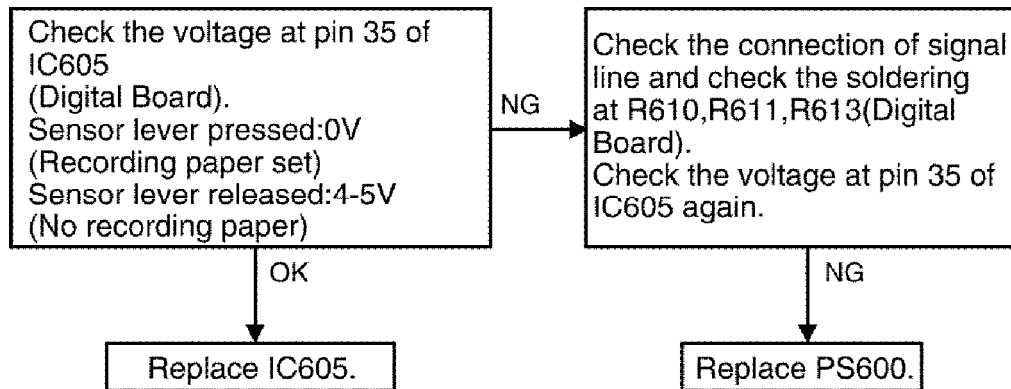 Check the voltage at pin 35 of
IC605
(Digital Board).
Sensor lever pressed:0V
(Recording paper set)
Sensor lever released:4-5V
(No recording paper)
NG
Check the connection of signal
line and check the soldering
at R610,R611,R613(Digital
Board).
Check the voltage at pin 35 of
IC605 again.
OK
NG
Replace IC605.
Replace PS600.